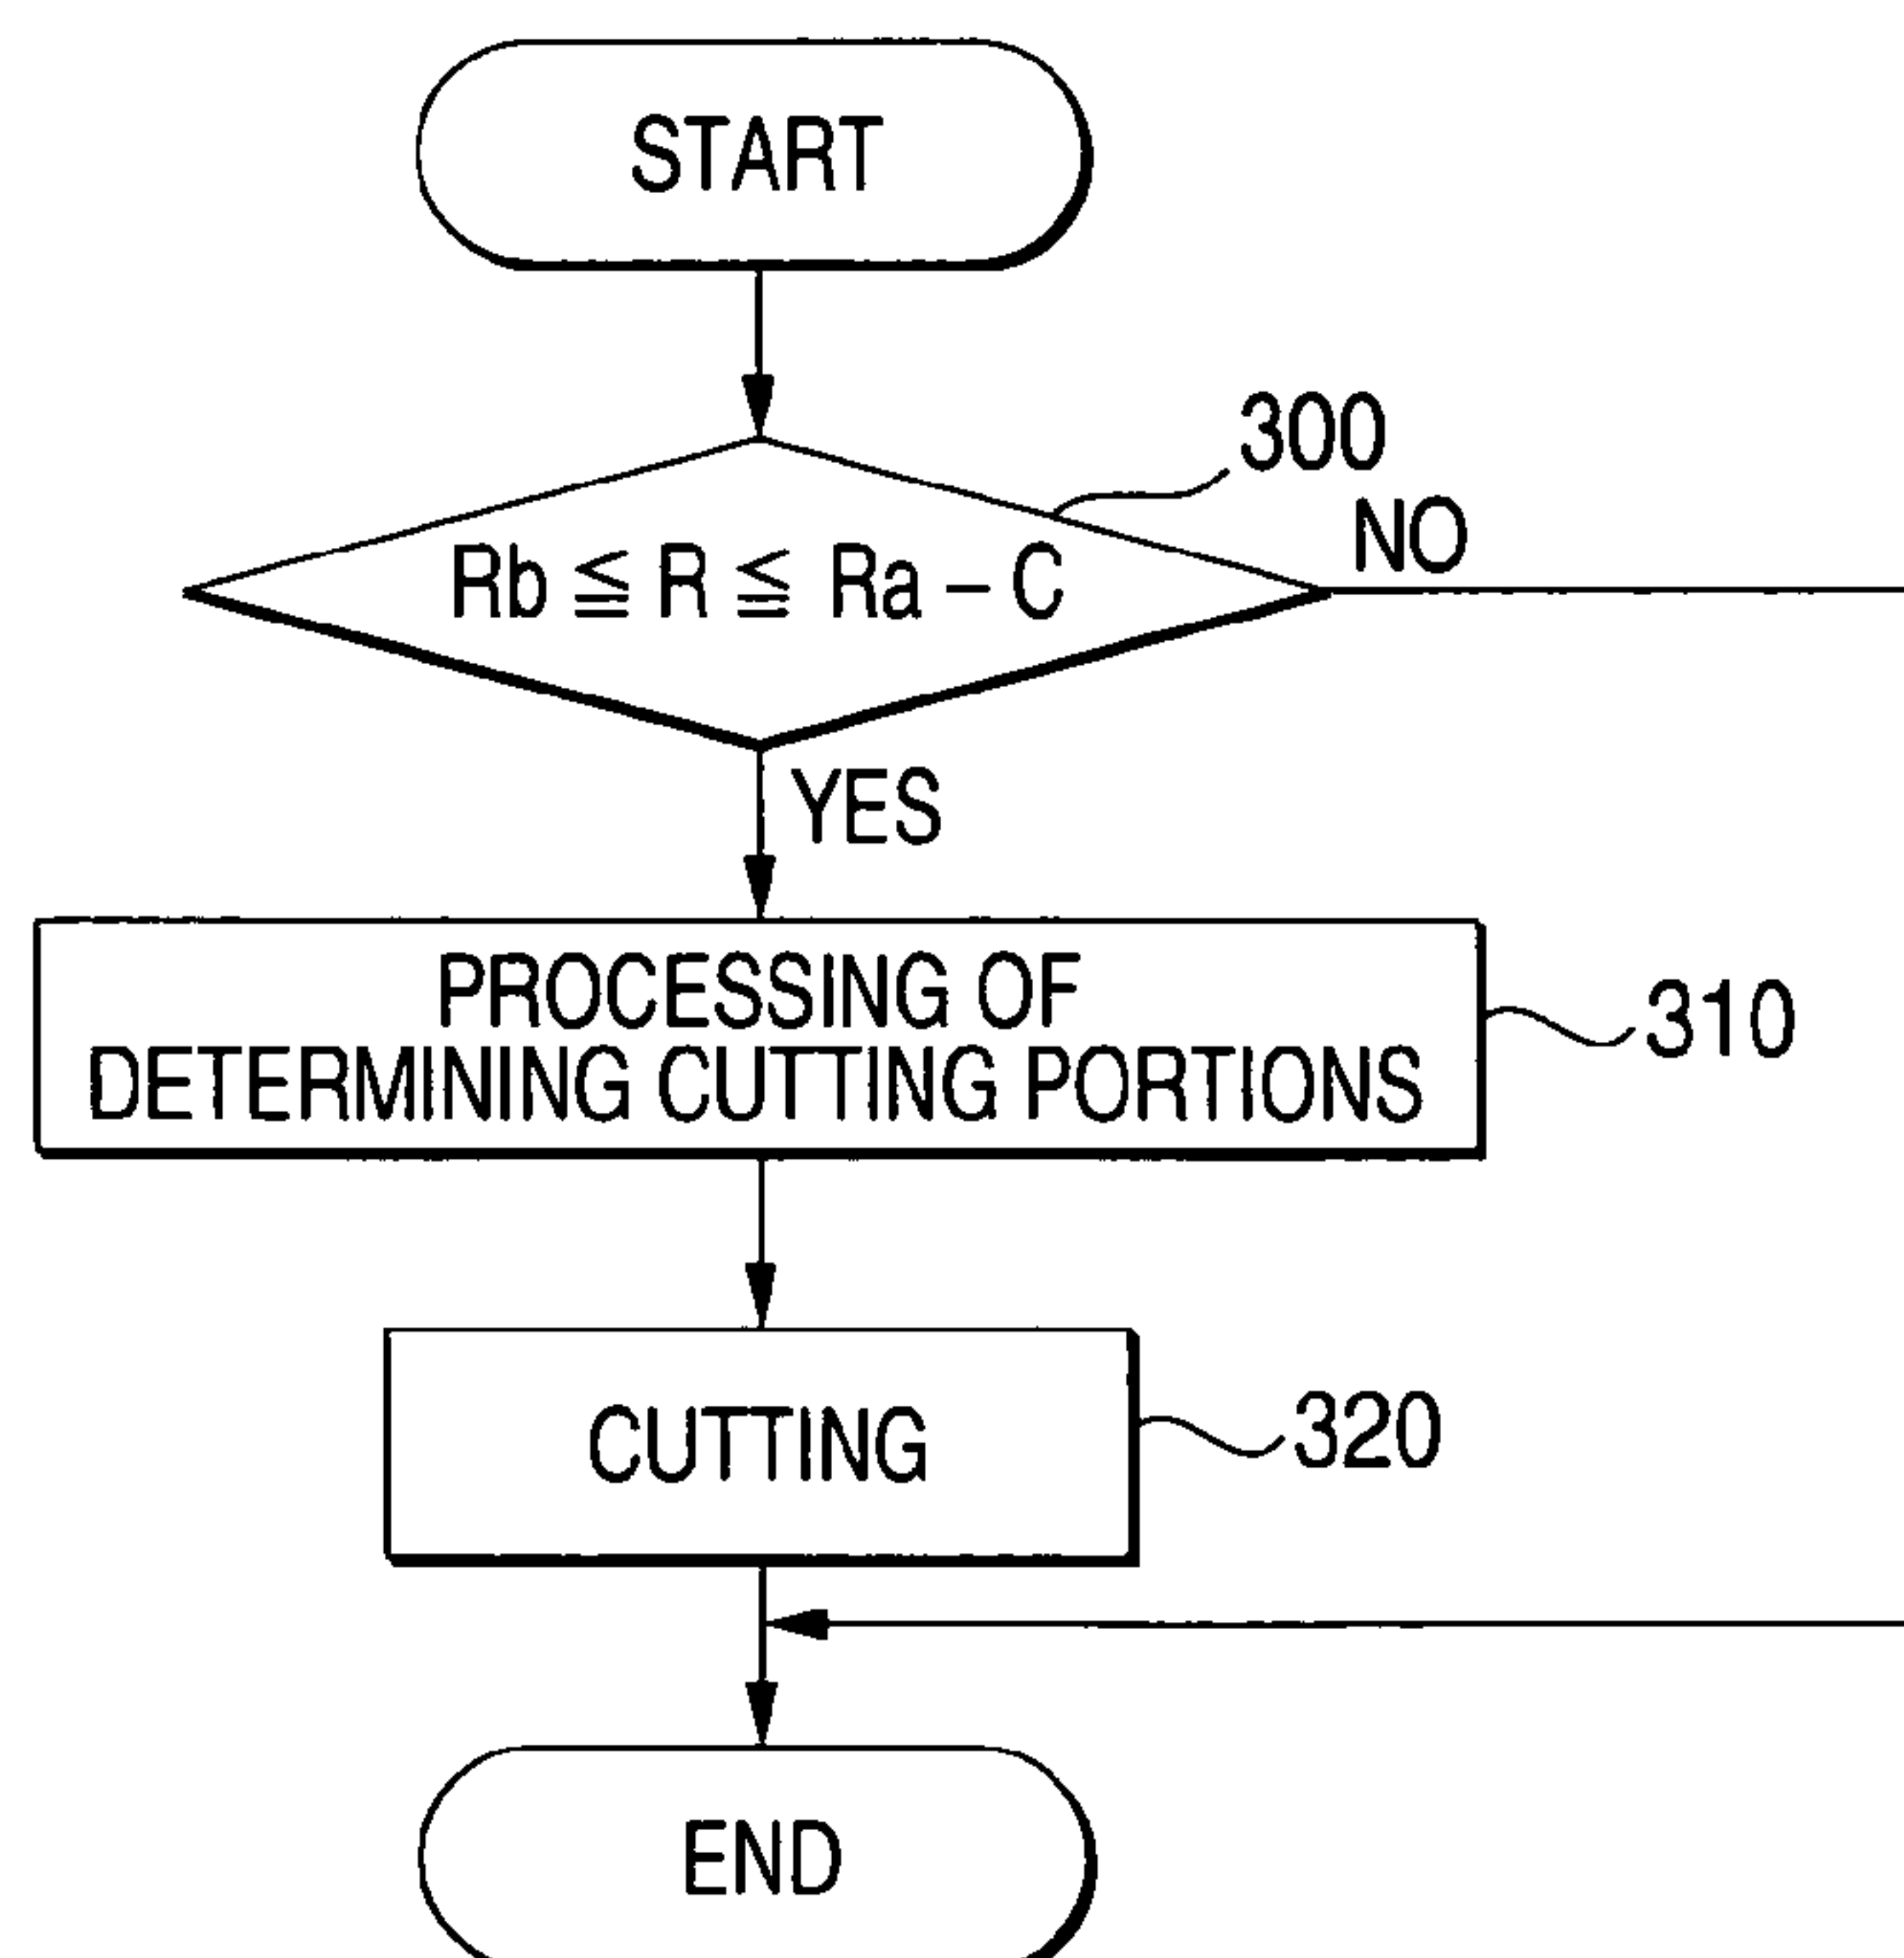 START
300
NO
Rb ≦ R ≦ Ra – C
YES
PROCESSING OF
DETERMINING CUTTING PORTIONS
310
CUTTING
320
END